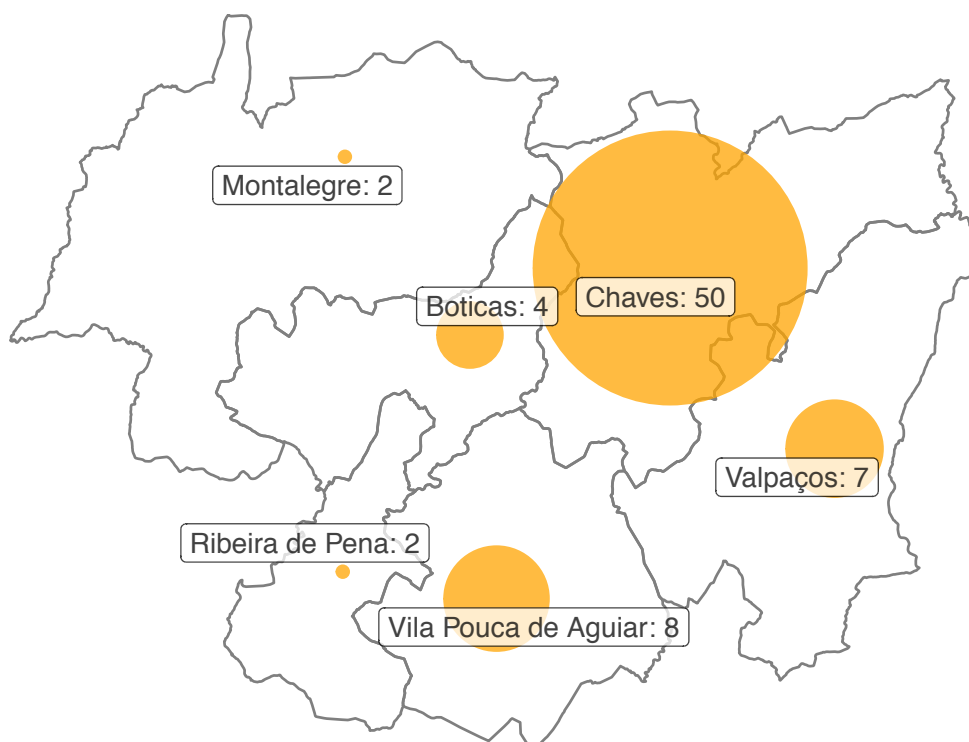 Montalegre: 2
Chaves: 50
Boticas: 4
Valpaços: 7
Ribeira de Pena: 2
Vila Pouca de Aguiar: 8